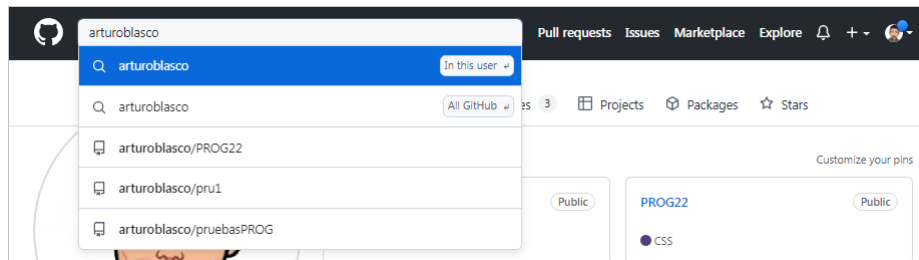 arturoblasco Pull requests Issues Marketplace Explore
arturoblasco In this user
arturoblasco All GitHub
es 3 Projects Packages Stars
arturoblasco/PROG22
arturoblasco/pru1
arturoblasco/pruebasPROG
Customize your pins
Public
PROG22 Public
CSS